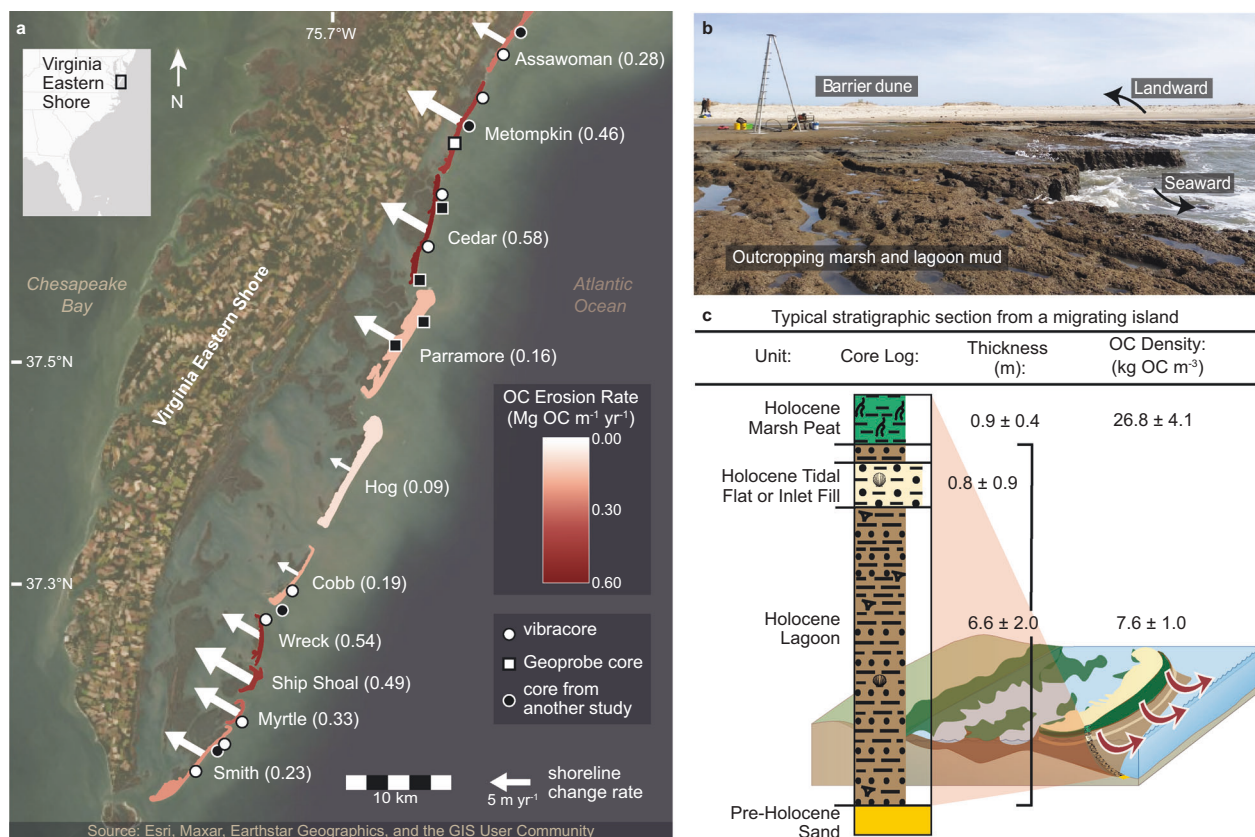 a
Virginia
Eastern
Shore
N
75.7°W
Assawoman (0.28)
Metompkin (0.46)
Cedar (0.58)
Chesapeake
Bay
Virginia Eastern Shore
Atlantic
Ocean
37.5°N
Parramore (0.16)
OC Erosion Rate
(Mg OC m⁻¹ yr⁻¹)
0.00
0.30
0.60
Hog (0.09)
37.3°N
Cobb (0.19)
Wreck (0.54)
Ship Shoal (0.49)
Myrtle (0.33)
Smith (0.23)
vibracore
Geoprobe core
core from
another study
10 km
5 m yr⁻¹
shoreline
change rate
Source: Esri, Maxar, Earthstar Geographics, and the GIS User Community
b
Barrier dune
Landward
Seaward
Outcropping marsh and lagoon mud
c
Typical stratigraphic section from a migrating island
Unit: Core Log: Thickness (m): OC Density: (kg OC m⁻³)
Holocene
Marsh Peat
0.9 ± 0.4 26.8 ± 4.1
Holocene Tidal
Flat or Inlet Fill
0.8 ± 0.9
Holocene
Lagoon
6.6 ± 2.0 7.6 ± 1.0
Pre-Holocene
Sand